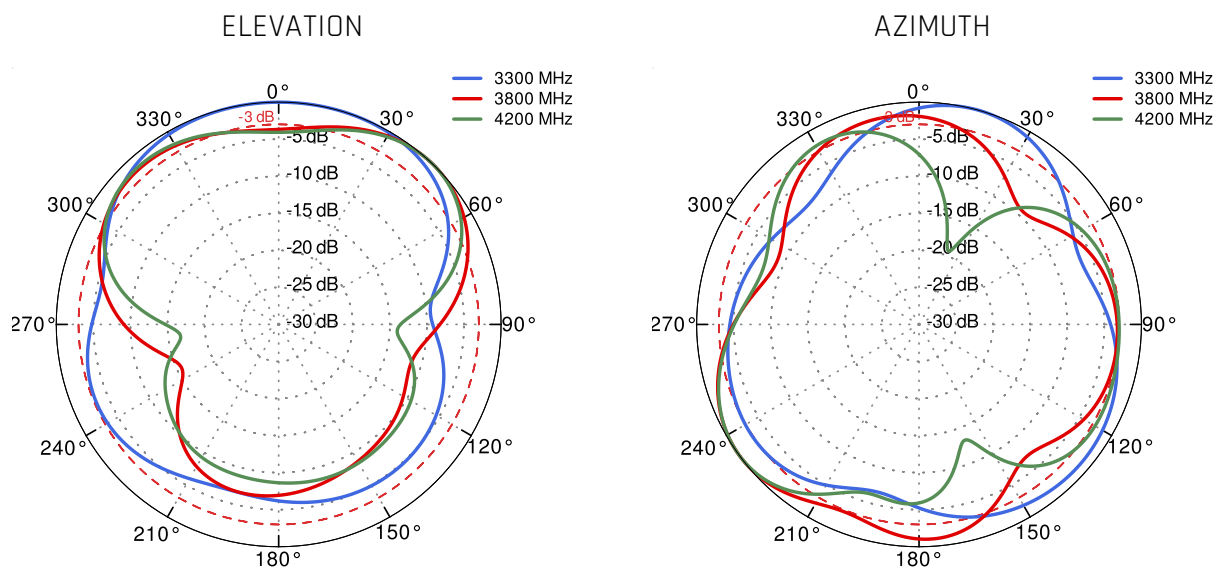 ELEVATION
3300 MHz
3800 MHz
4200 MHz
0°
330°
-3 dB
30°
-5 dB
-10 dB
300°
60°
-15 dB
-20 dB
-25 dB
270°
-30 dB
90°
240°
120°
210°
150°
180°
AZIMUTH
3300 MHz
3800 MHz
4200 MHz
0°
330°
-3 dB
30°
-5 dB
-10 dB
300°
60°
-15 dB
-20 dB
-25 dB
270°
-30 dB
90°
240°
120°
210°
150°
180°